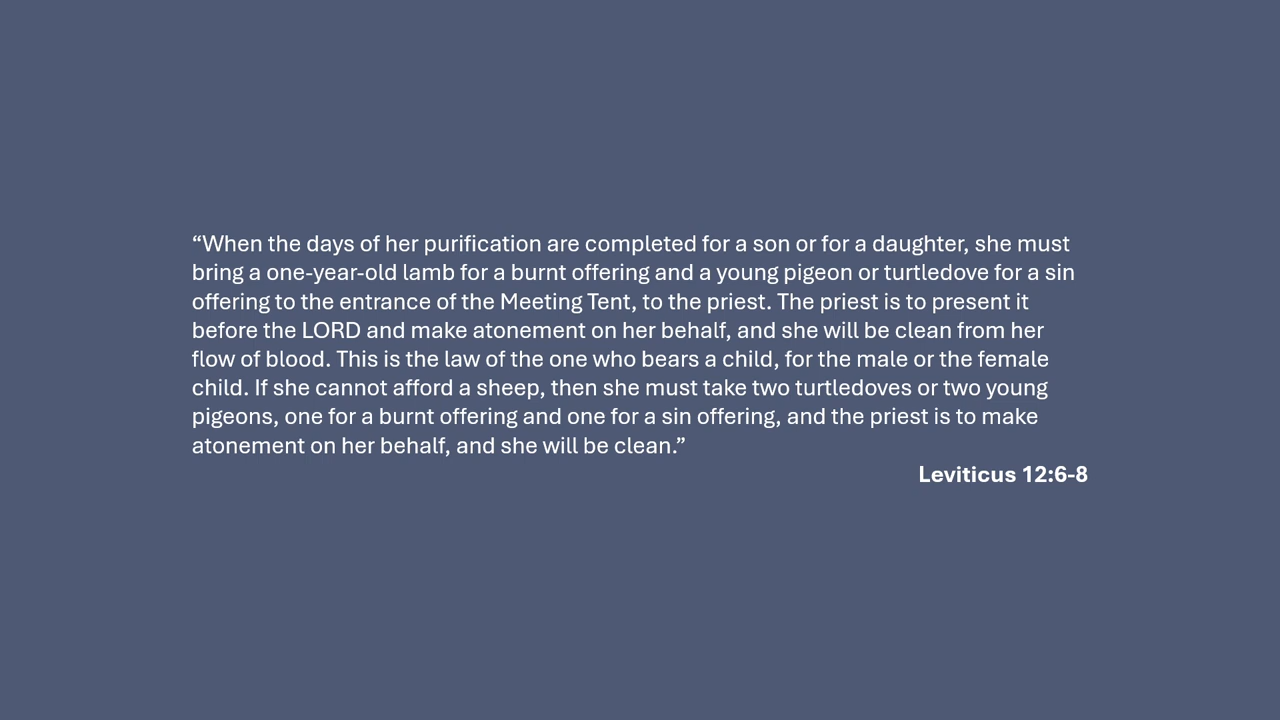 “When the days of her purification are completed for a son or for a daughter, she must
bring a one-year-old lamb for a burnt offering and a young pigeon or turtledove for a sin
offering to the entrance of the Meeting Tent, to the priest. The priest is to present it
before the LORD and make atonement on her behalf, and she will be clean from her
flow of blood. This is the law of the one who bears a child, for the male or the female
child. If she cannot afford a sheep, then she must take two turtledoves or two young
pigeons, one for a burnt offering and one for a sin offering, and the priest is to make
atonement on her behalf, and she will be clean.”
Leviticus 12:6-8